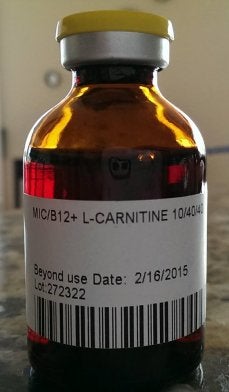 MIC/B12+ L-CARNITINE 10/40/40
Beyond use Date: 2/16/2015
Lot:272322